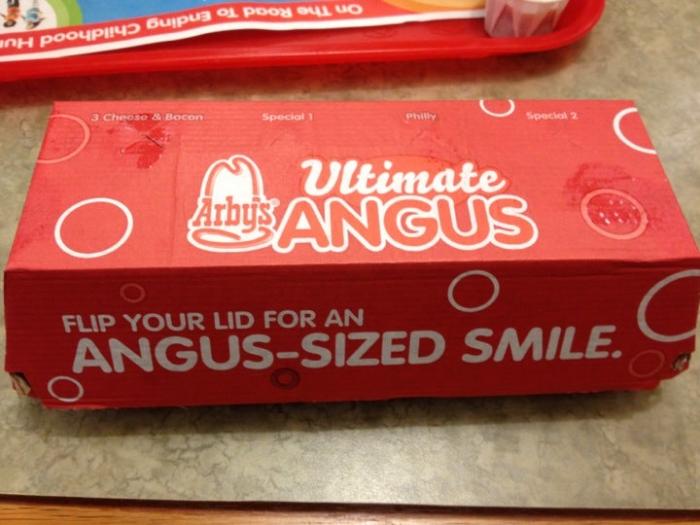 On The Road To Ending Childhood Hu
3 Cheese & Bacon Special 1 Philly Special 2
Arby's
Ultimate
ANGUS
FLIP YOUR LID FOR AN
ANGUS-SIZED SMILE.